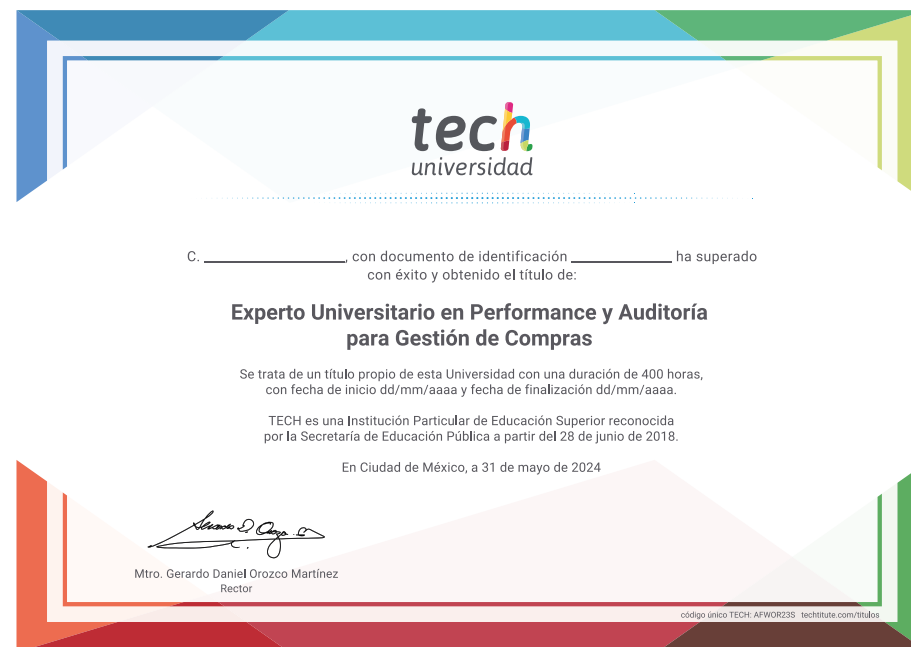 tech
universidad
C. ____________, con documento de identificación ____________ ha superado
con éxito y obtenido el título de:
Experto Universitario en Performance y Auditoría
para Gestión de Compras
Se trata de un título propio de esta Universidad con una duración de 400 horas,
con fecha de inicio dd/mm/aaaa y fecha de finalización dd/mm/aaaa.
TECH es una Institución Particular de Educación Superior reconocida
por la Secretaría de Educación Pública a partir del 28 de junio de 2018.
En Ciudad de México, a 31 de mayo de 2024
Mtro. Gerardo Daniel Orozco Martínez
Rector
código único TECH: AFWOR23S techtitute.com/titulos